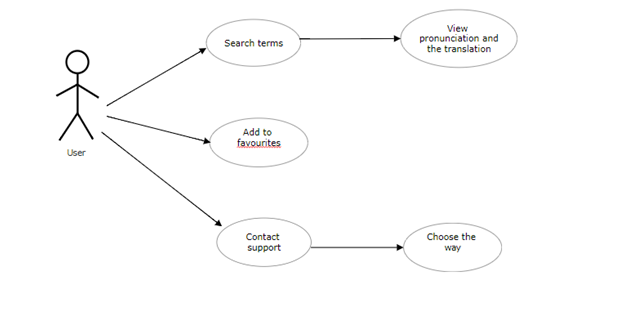 Search terms
View
pronunciation and
the translation
User
Add to
favourites
Contact
support
Choose the
way